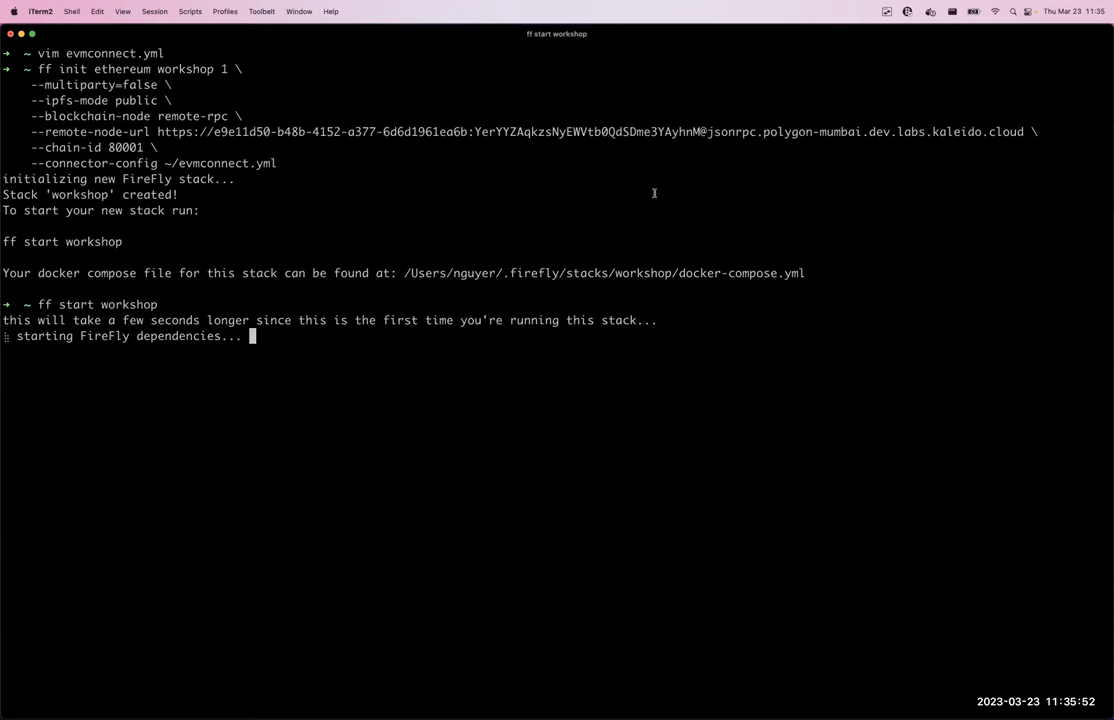 iTerm2 Shell Edit View Session Scripts Profiles Toolbelt Window Help Thu Mar 23 11:35
ff start workshop
➜ ~ vim evmconnect.yml
➜ ~ ff init ethereum workshop 1 \
--multiparty=false \
--ipfs-mode public \
--blockchain-node remote-rpc \
--remote-node-url https://e9e11d50-b48b-4152-a377-6d6d1961ea6b:YerYYZAqkzsNyEWVtb0QdSDme3YAyhnM@jsonrpc.polygon-mumbai.dev.labs.kaleido.cloud \
--chain-id 80001 \
--connector-config ~/evmconnect.yml
initializing new FireFly stack...
Stack 'workshop' created!
To start your new stack run:
ff start workshop
Your docker compose file for this stack can be found at: /Users/nguyer/.firefly/stacks/workshop/docker-compose.yml
➜ ~ ff start workshop
this will take a few seconds longer since this is the first time you're running this stack...
starting FireFly dependencies...
2023-03-23 11:35:52